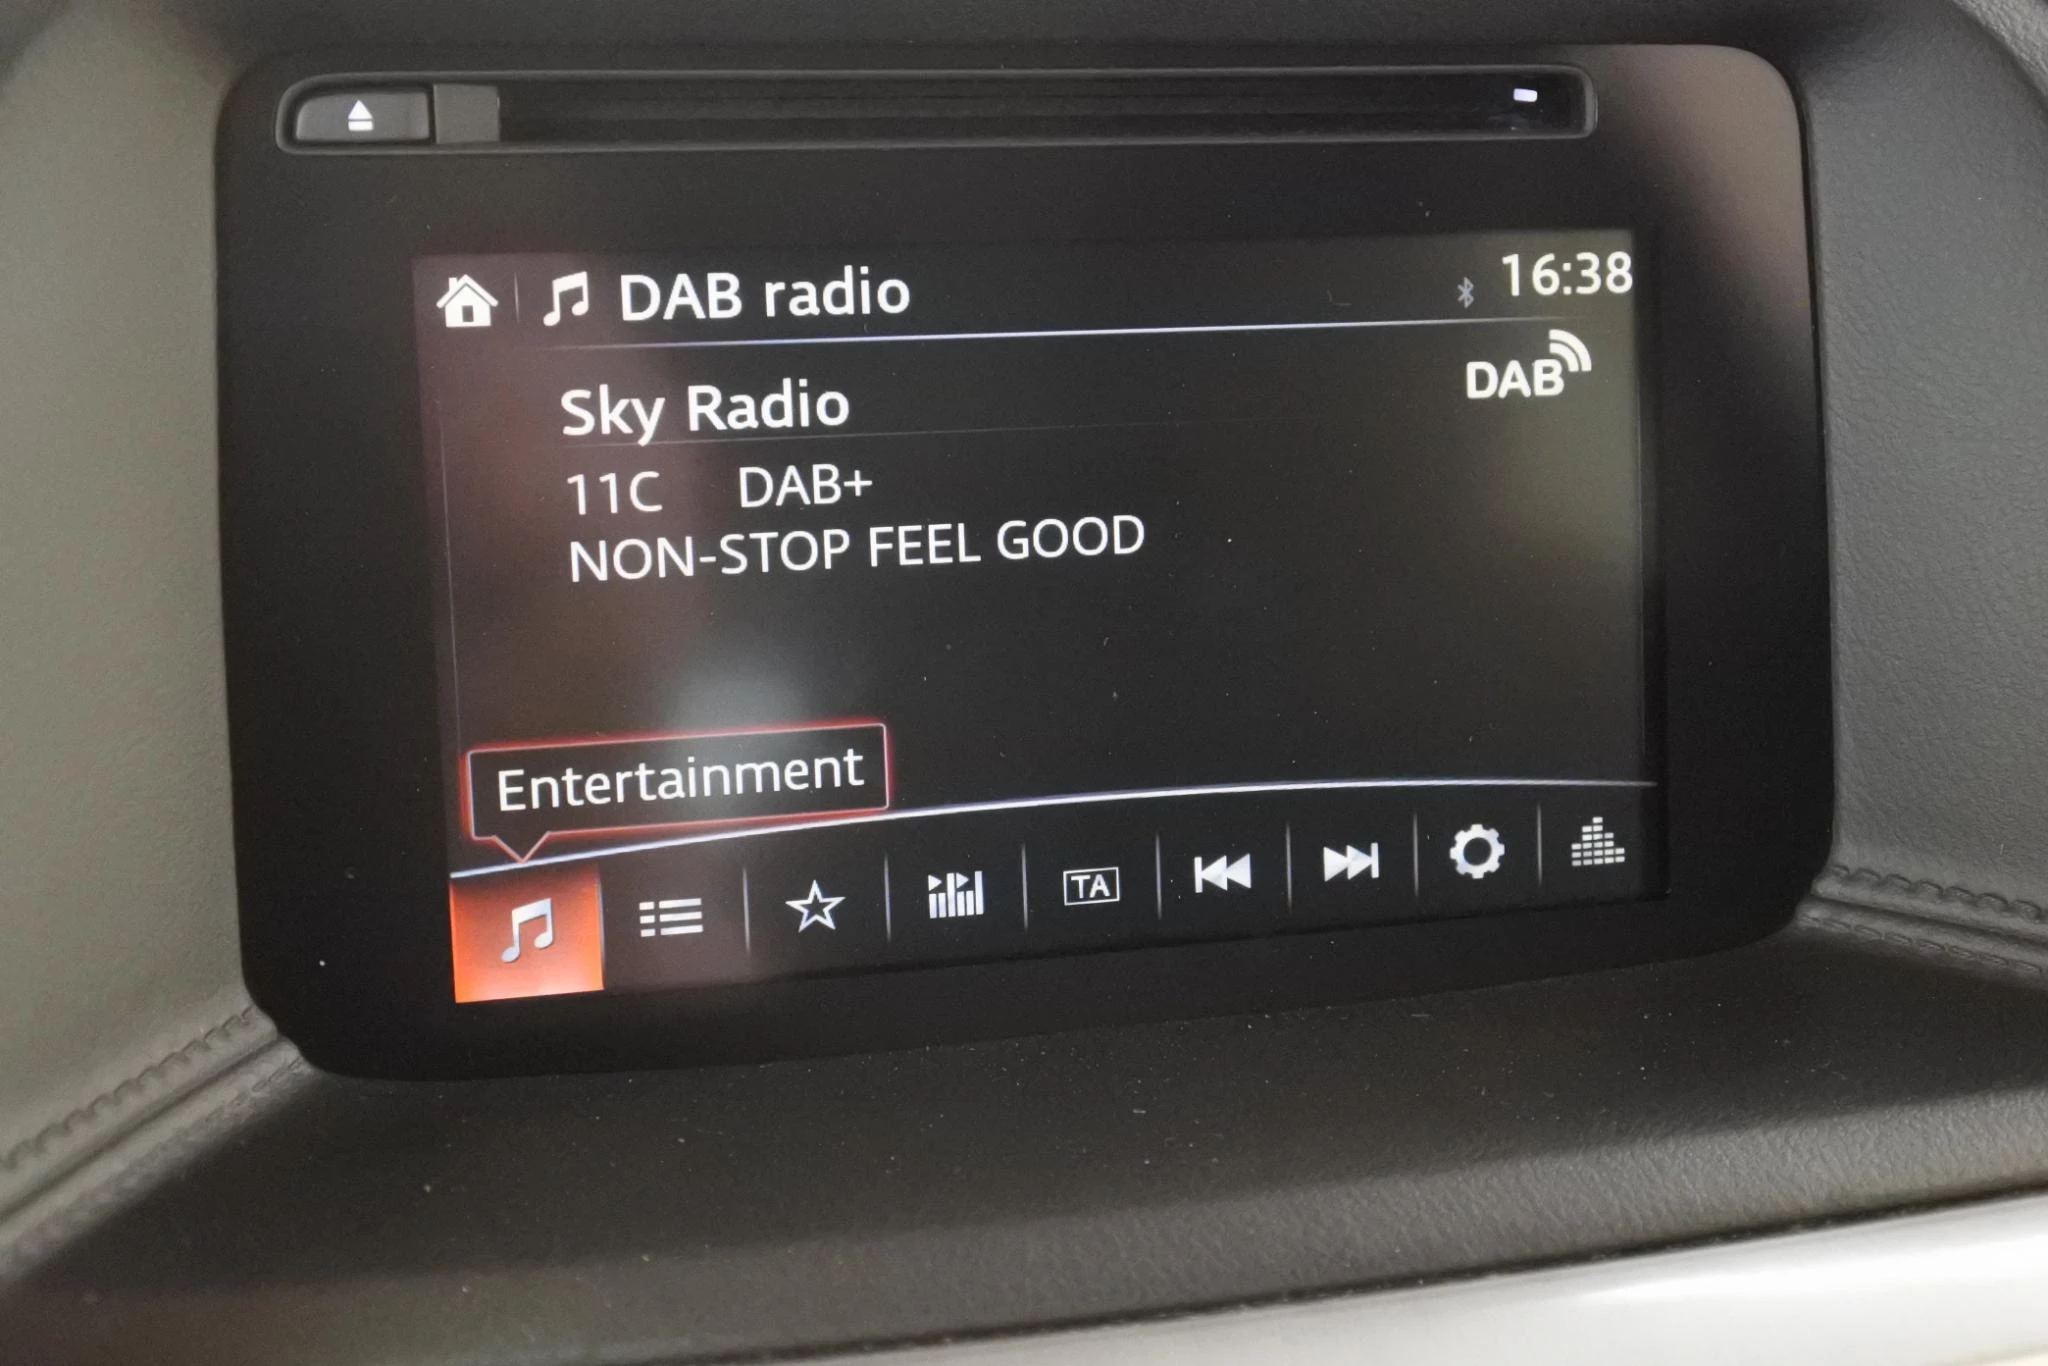 DAB radio
16:38
DAB
Sky Radio
11C DAB+
NON-STOP FEEL GOOD
Entertainment
TA